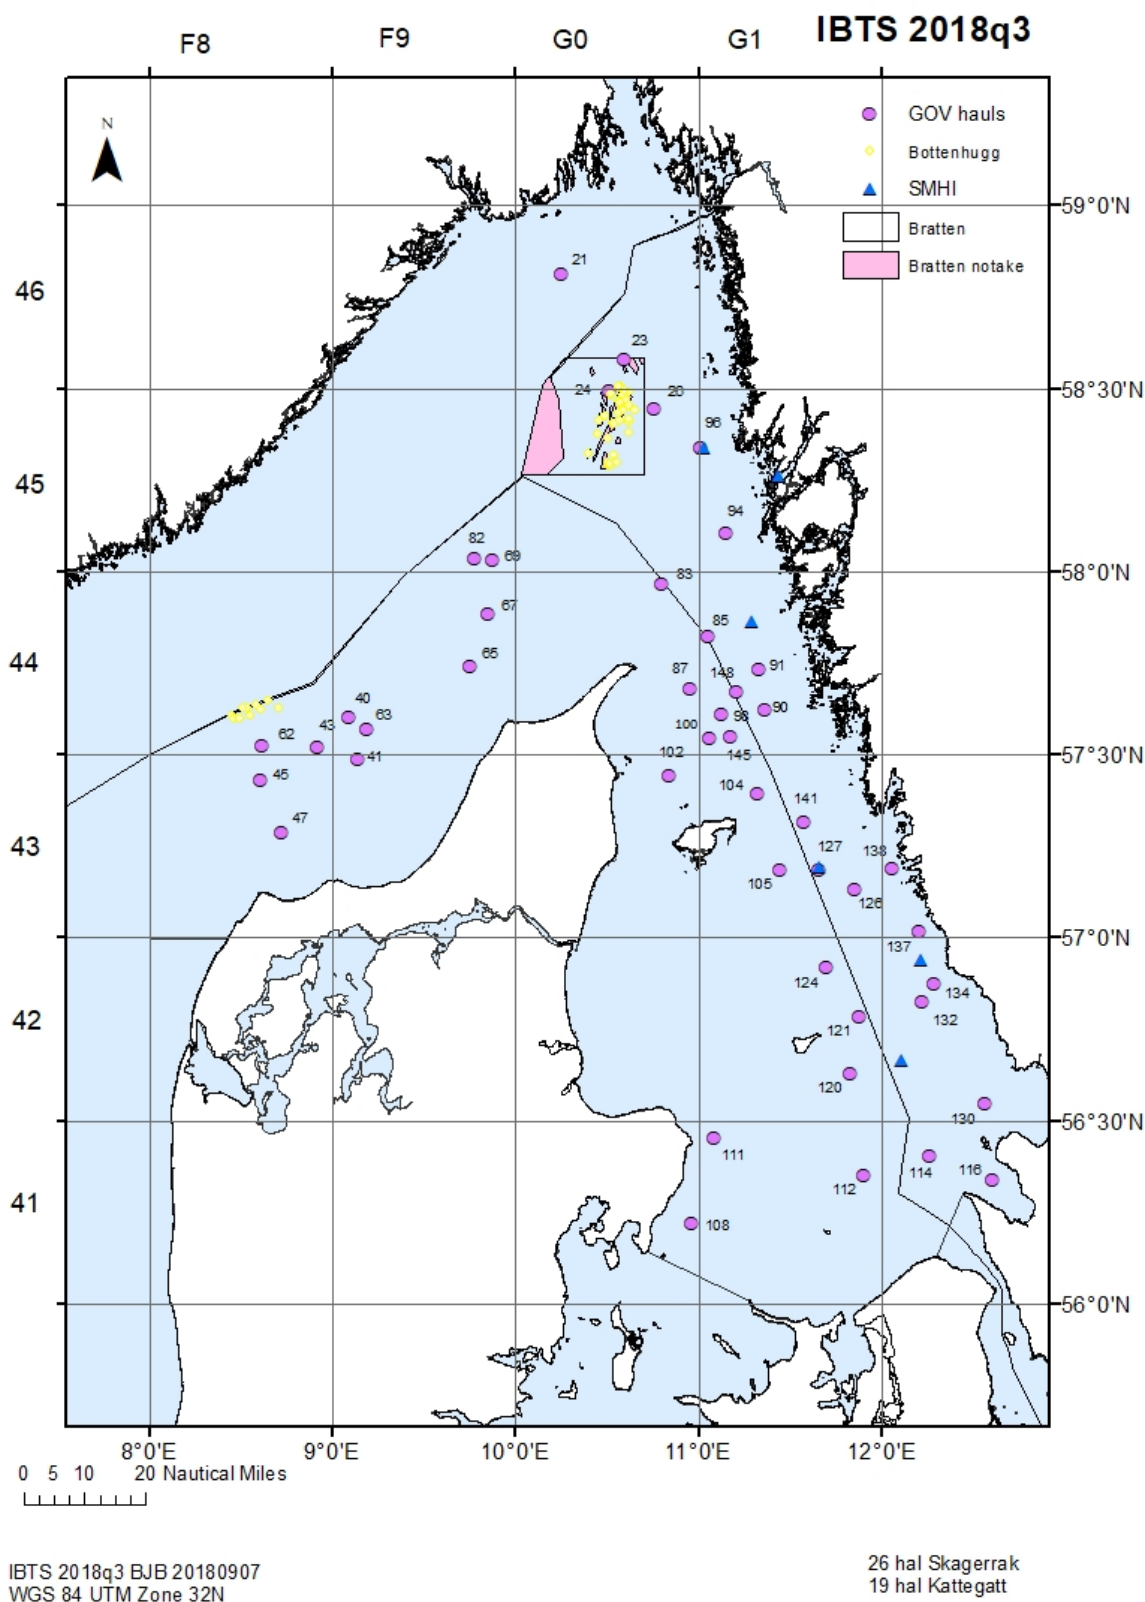 IBTS 2018q3
F8 F9 G0 G1
N
GOV hauls
Bottenhugg
SMHI
Bratten
Bratten notake
59°0'N
21
46
23
24
58°30'N
26
96
45
94
82 69
58°0'N
83
67
85
44
65
87 148 91
40
63 90
98
62 43 100
57°30'N
41 102 145
45
104
47 141
43
127 138
105
126
57°0'N
137
124
134
132
42
121
120
56°30'N
130
111
114 116
112
41
108
56°0'N
8°0'E 9°0'E 10°0'E 11°0'E 12°0'E
0 5 10 20 Nautical Miles
IBTS 2018q3 BJB 20180907
WGS 84 UTM Zone 32N
26 hal Skagerrak
19 hal Kattegatt